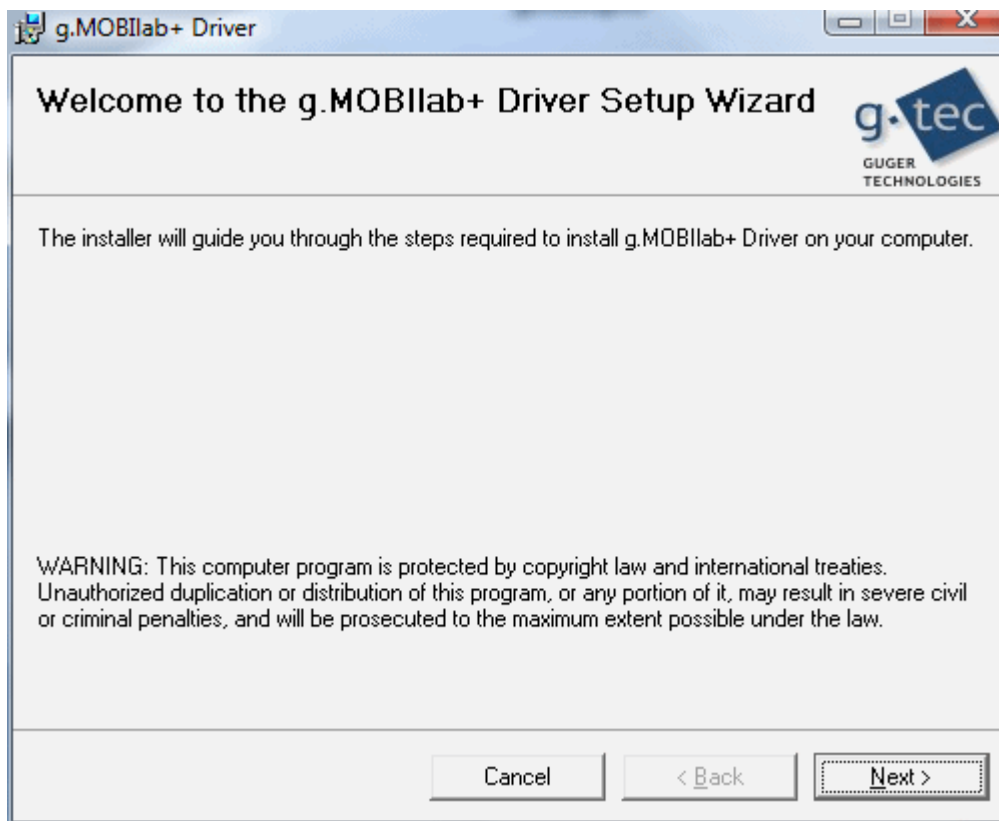 g.MOBIlab+ Driver
Welcome to the g.MOBIlab+ Driver Setup Wizard
g.tec
GUGER
TECHNOLOGIES
The installer will guide you through the steps required to install g.MOBIlab+ Driver on your computer.
WARNING: This computer program is protected by copyright law and international treaties.
Unauthorized duplication or distribution of this program, or any portion of it, may result in severe civil
or criminal penalties, and will be prosecuted to the maximum extent possible under the law.
Cancel
< Back
Next >